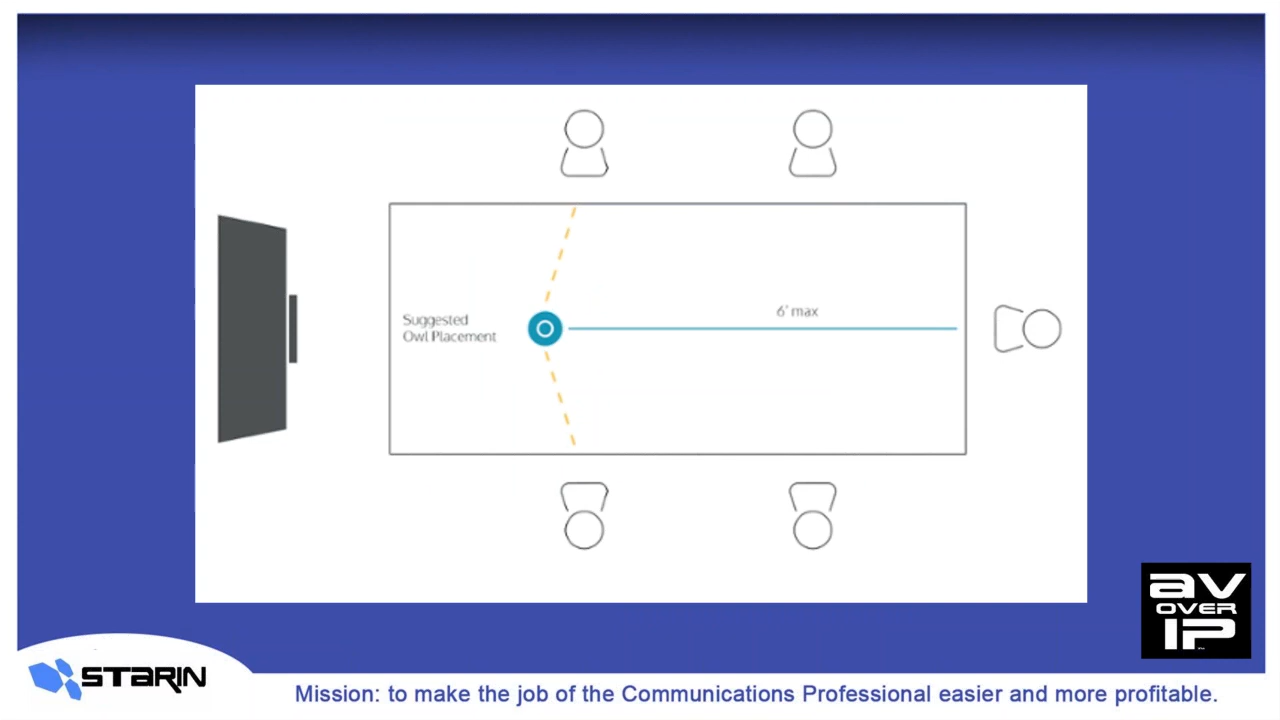 6' max
Suggested
Owl Placement
av
OVER
IP
STARIN
Mission: to make the job of the Communications Professional easier and more profitable.